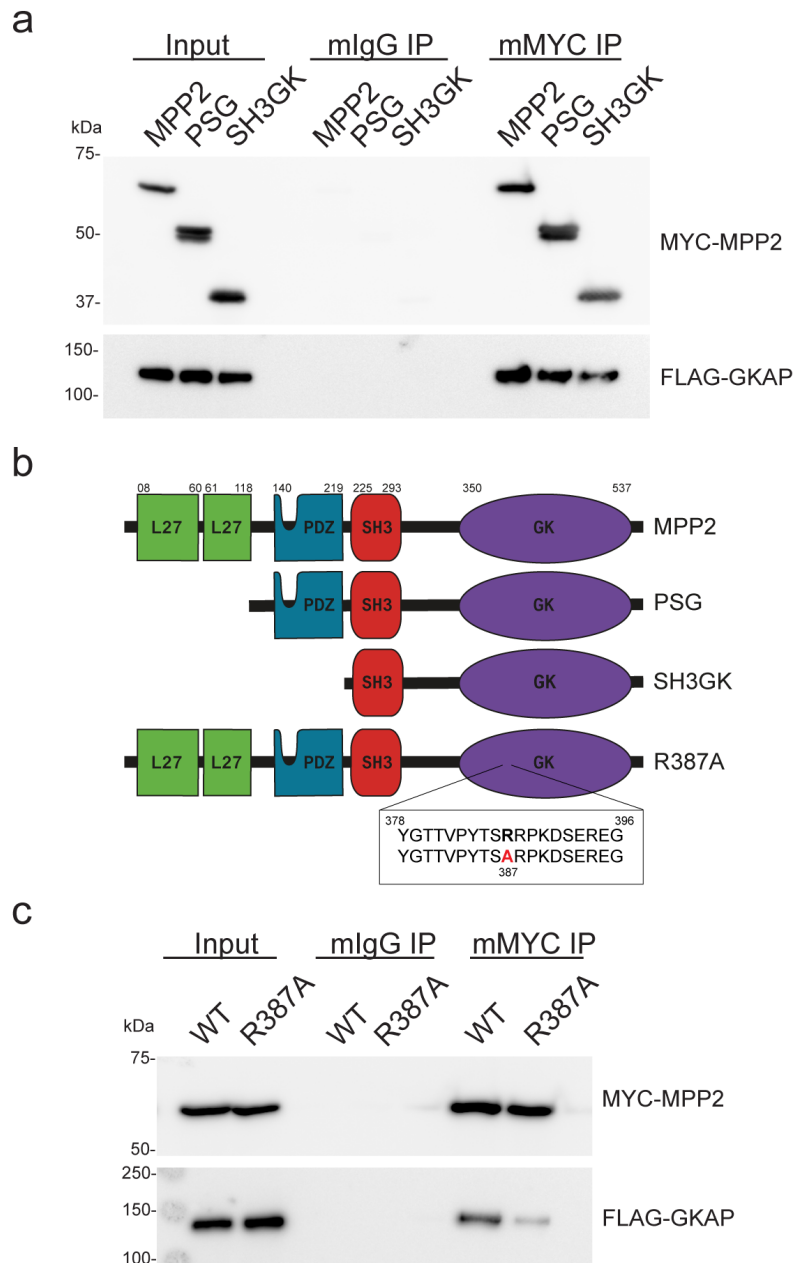 a
Input mIgG IP mMYC IP
MPP2 PSG SH3GK MPP2 PSG SH3GK MPP2 PSG SH3GK
kDa
75-
50-
37-
MYC-MPP2
150-
100-
FLAG-GKAP
b
08 60 61 118 140 219 225 293 350 537
L27 L27 PDZ SH3 GK MPP2
PDZ SH3 GK PSG
SH3 GK SH3GK
L27 L27 PDZ SH3 GK R387A
378 396
YGTTVPYTSRRPKDSEREG
YGTTVPYTSARPKDSEREG
387
c
Input mIgG IP mMYC IP
WT R387A WT R387A WT R387A
kDa
75-
50-
MYC-MPP2
250-
150-
100-
FLAG-GKAP